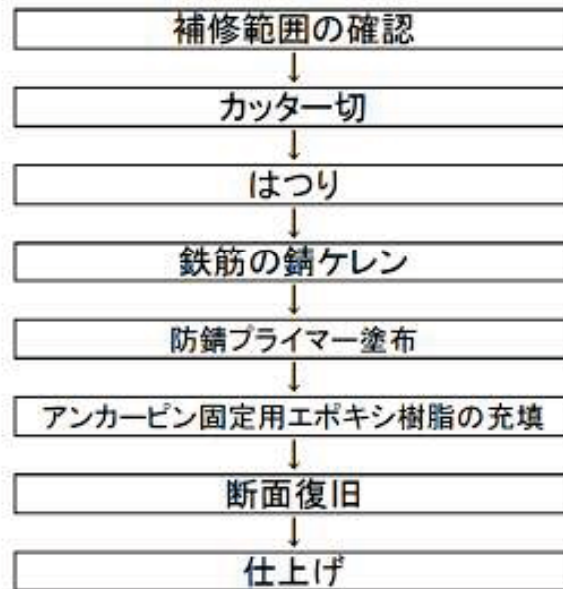 補修範囲の確認
↓
カッター切
↓
はつり
↓
鉄筋の錆ケレン
↓
防錆プライマー塗布
↓
アンカーピン固定用エポキシ樹脂の充填
↓
断面復旧
↓
仕上げ